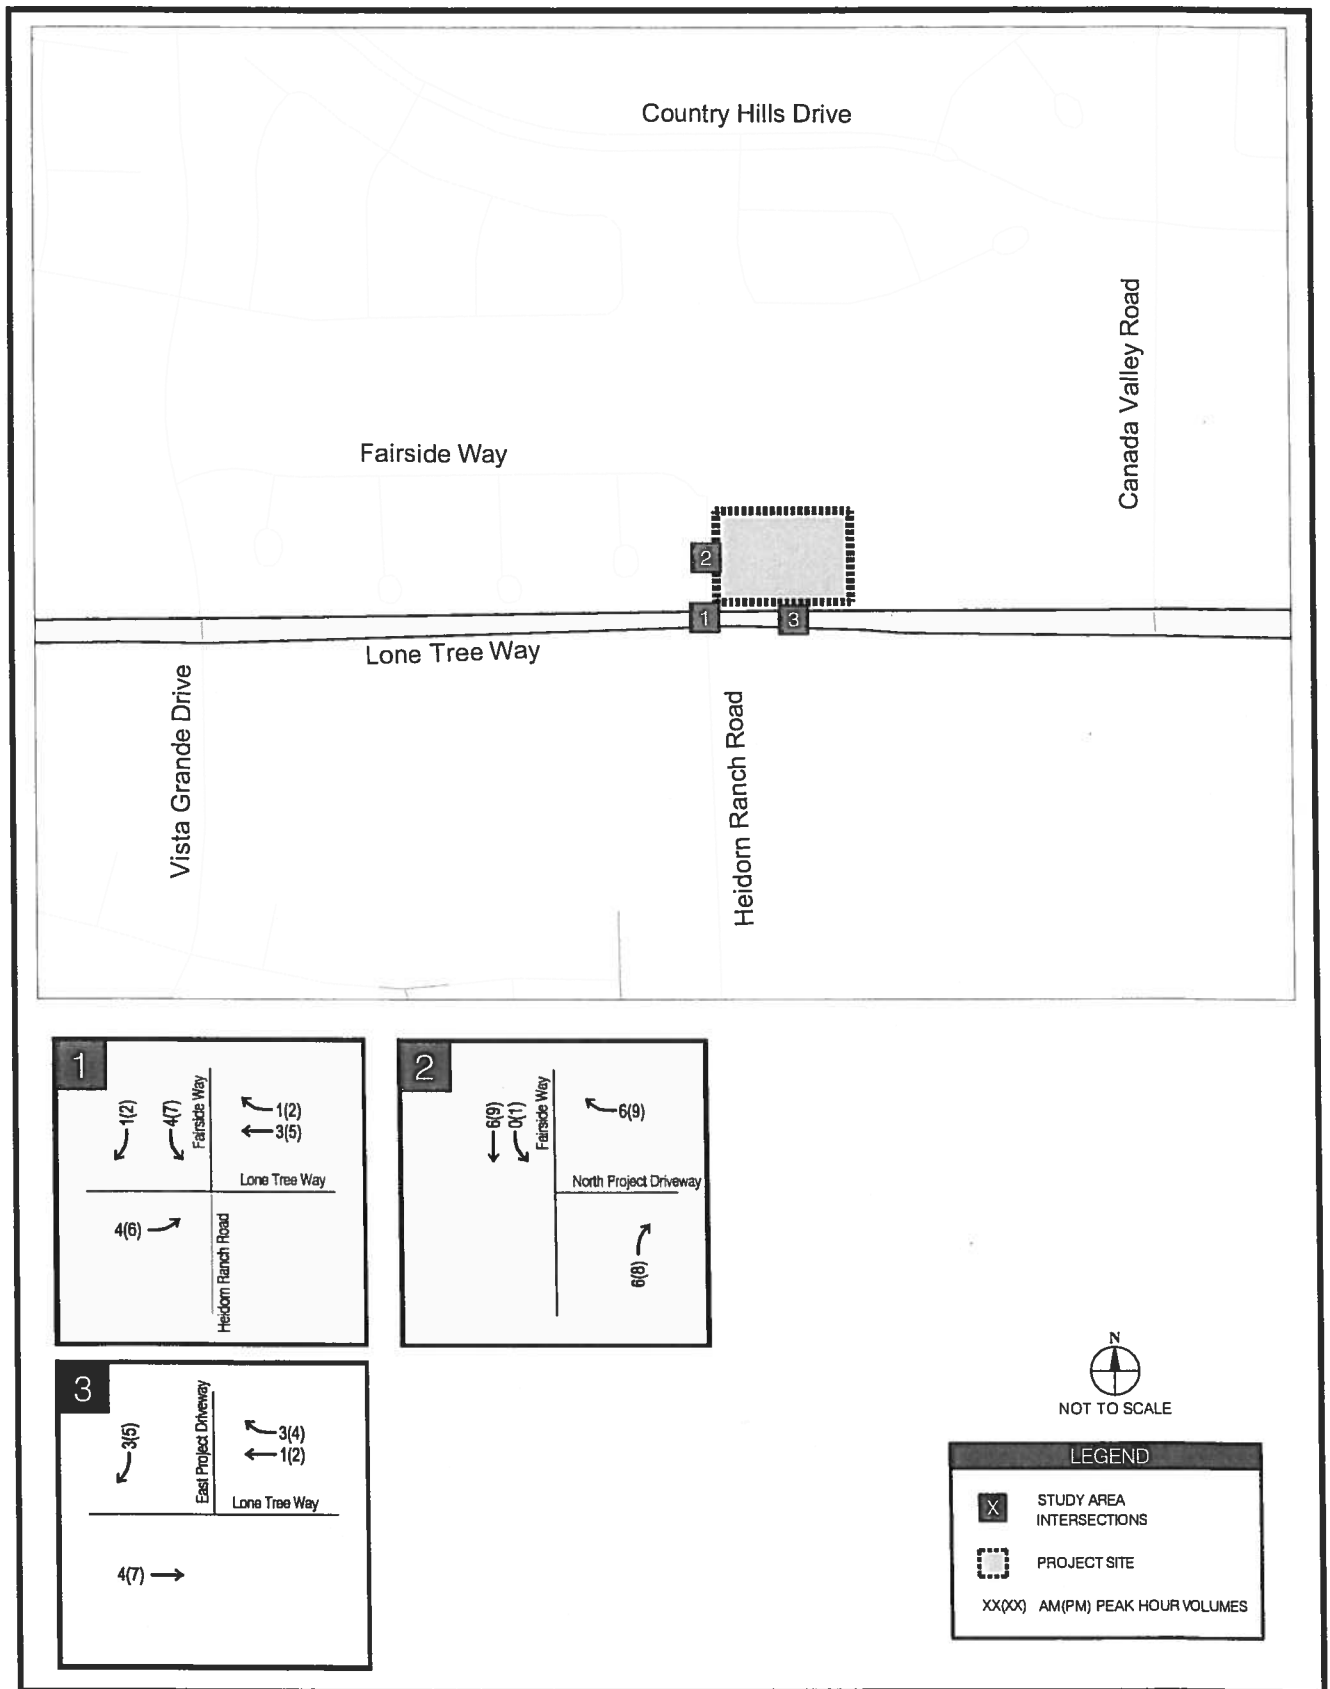 Country Hills Drive
Canada Valley Road
Fairside Way
2
1
3
Lone Tree Way
Vista Grande Drive
Heidorn Ranch Road
1
1(2)
4(7)
Fairside Way
1(2)
3(5)
Lone Tree Way
4(6)
Heidorn Ranch Road
2
6(9)
0(1)
Fairside Way
6(9)
North Project Driveway
6(8)
3
3(5)
East Project Driveway
3(4)
1(2)
Lone Tree Way
4(7)
N
NOT TO SCALE
LEGEND
X
STUDY AREA
INTERSECTIONS
PROJECT SITE
XX(XX) AM(PM) PEAK HOUR VOLUMES